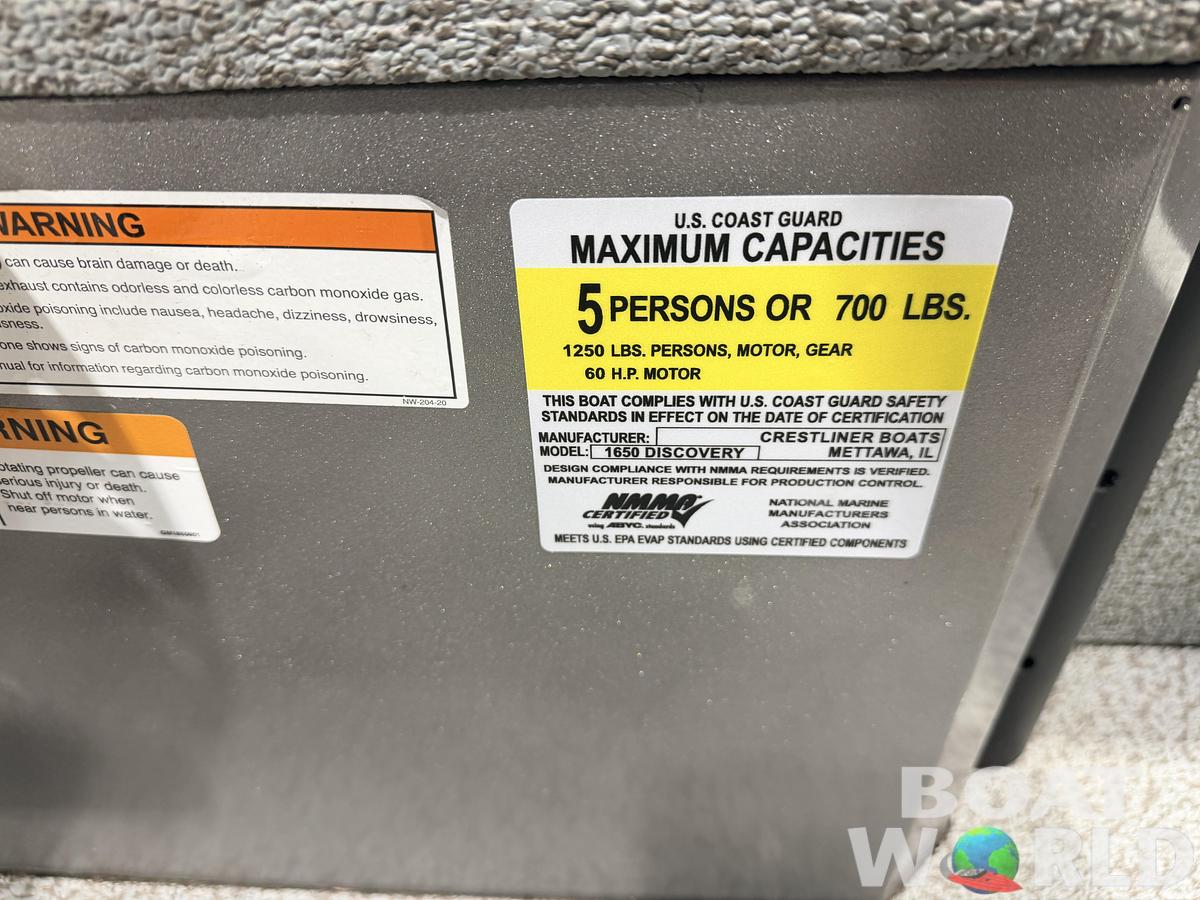 WARNING
can cause brain damage or death.
exhaust contains odorless and colorless carbon monoxide gas.
oxide poisoning include nausea, headache, dizziness, drowsiness,
usness.
one shows signs of carbon monoxide poisoning.
nual for information regarding carbon monoxide poisoning.
NW-204-20
RNING
otating propeller can cause
serious injury or death.
Shut off motor when
near persons in water.
U.S. COAST GUARD
MAXIMUM CAPACITIES
5 PERSONS OR 700 LBS.
1250 LBS. PERSONS, MOTOR, GEAR
60 H.P. MOTOR
THIS BOAT COMPLIES WITH U.S. COAST GUARD SAFETY
STANDARDS IN EFFECT ON THE DATE OF CERTIFICATION
MANUFACTURER: CRESTLINER BOATS
MODEL: 1650 DISCOVERY METTAWA, IL
DESIGN COMPLIANCE WITH NMMA REQUIREMENTS IS VERIFIED.
MANUFACTURER RESPONSIBLE FOR PRODUCTION CONTROL.
NMMA
CERTIFIED
using ABYC. standards
NATIONAL MARINE
MANUFACTURERS
ASSOCIATION
MEETS U.S. EPA EVAP STANDARDS USING CERTIFIED COMPONENTS
BOAT
WORLD